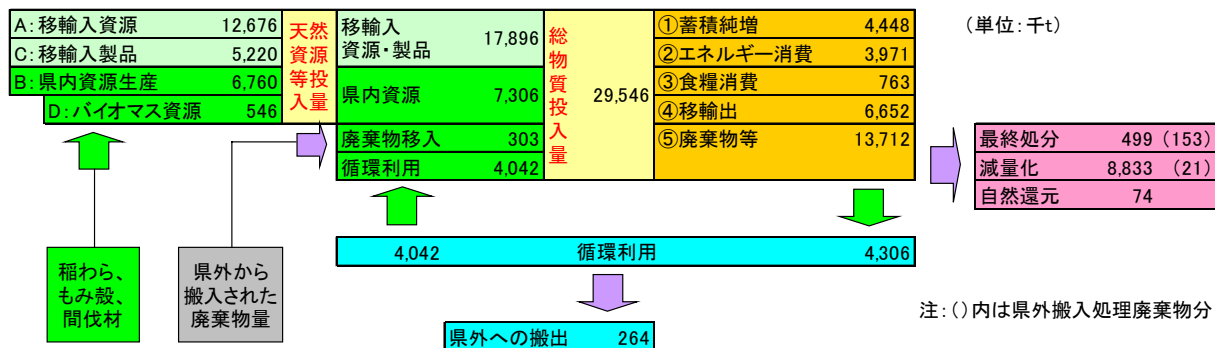 A:移輸入資源 12,676
C:移輸入製品 5,220
B:県内資源生産 6,760
D:バイオマス資源 546
天然
資源
等投
入量
移輸入
資源・製品 17,896
県内資源 7,306
廃棄物移入 303
循環利用 4,042
総
物
質
投
入
量
29,546
①蓄積純増 4,448
②エネルギー消費 3,971
③食糧消費 763
④移輸出 6,652
⑤廃棄物等 13,712
(単位:千t)
最終処分 499 (153)
減量化 8,833 (21)
自然還元 74
4,042 循環利用 4,306
稲わら、
もみ殻、
間伐材
県外から
搬入された
廃棄物量
県外への搬出 264
注:()内は県外搬入処理廃棄物分